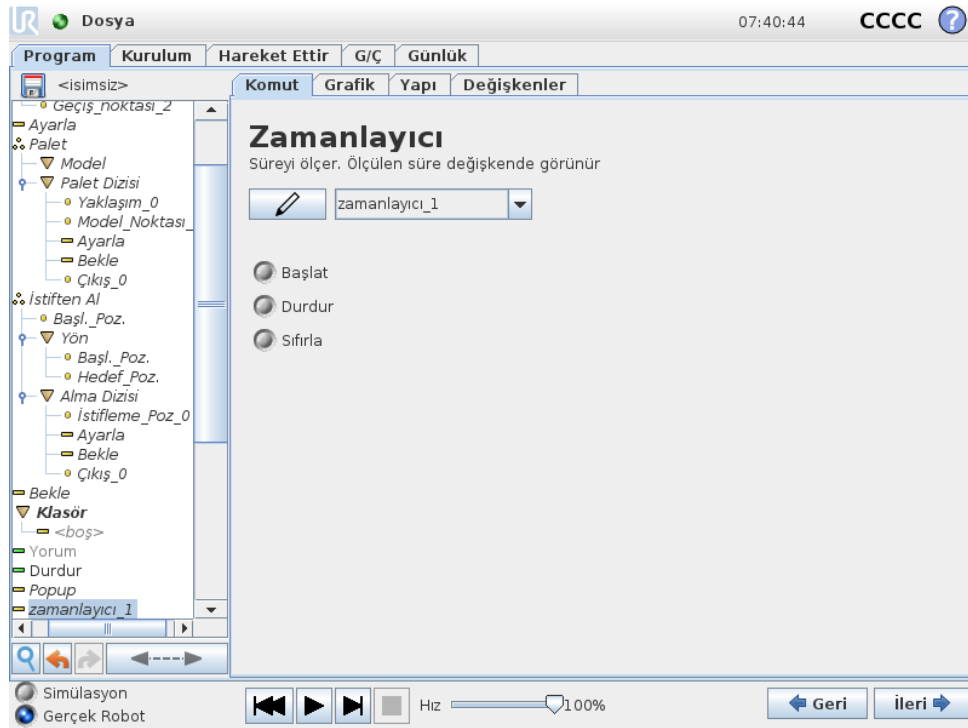 UR Dosya 07:40:44 CCCC ?
Program Kurulum Hareket Ettir G/Ç Günlük
<isimsiz>
Komut Grafik Yapı Değişkenler
Geçiş_noktası_2
Ayarla
Palet
Model
Palet Dizisi
Yaklaşım_0
Model_Noktası_
Ayarla
Bekle
Çıkış_0
İstiften Al
Başl._Poz.
Yön
Başl._Poz.
Hedef_Poz.
Alma Dizisi
İstifleme_Poz_0
Ayarla
Bekle
Çıkış_0
Bekle
Klasör
<boş>
Yorum
Durdur
Popup
zamanlayıcı_1
Zamanlayıcı
Süreyi ölçer. Ölçülen süre değişkende görünür
zamanlayıcı_1
Başlat
Durdur
Sıfırla
Simülasyon
Gerçek Robot
Hız 100%
Geri İleri